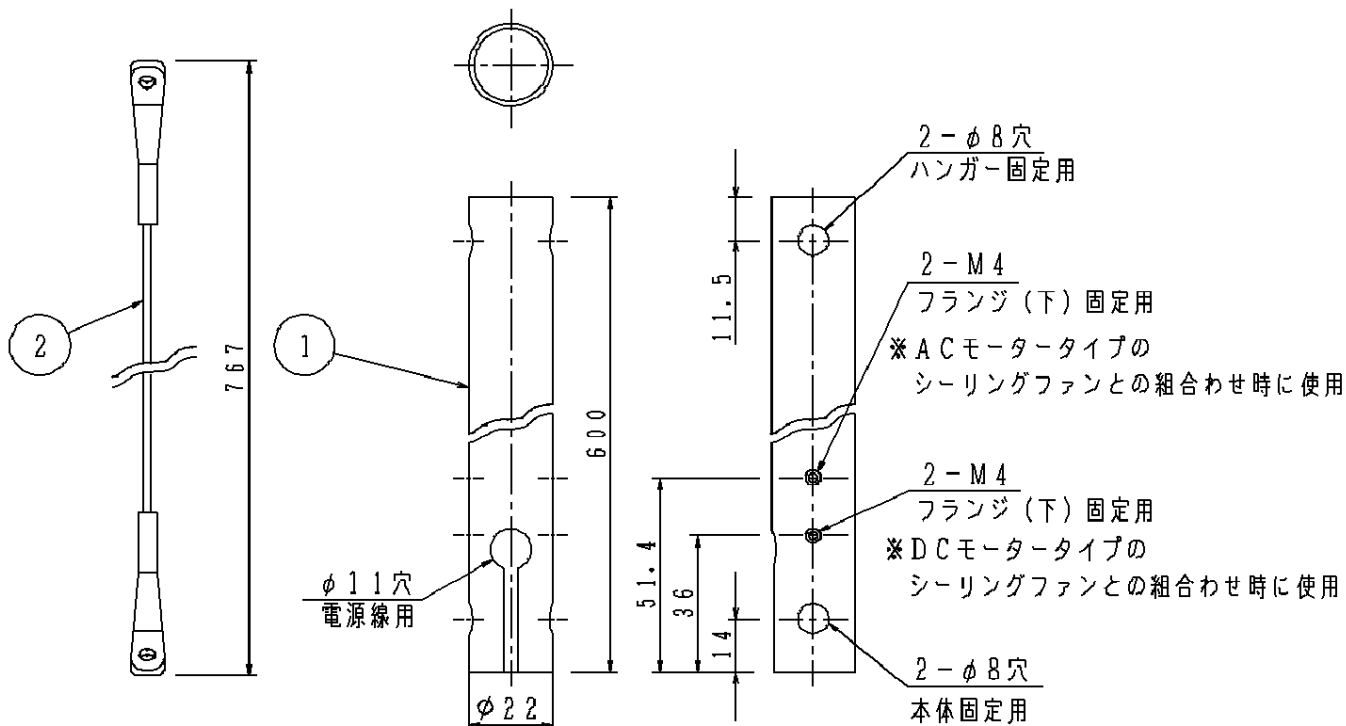 2
767
1
600
φ11穴
電源線用
φ22
11.5
51.4
36
14
2-φ8穴
ハンガー固定用
2-M4
フランジ(下)固定用
※ACモータータイプの
シーリングファンとの組合わせ時に使用
2-M4
フランジ(下)固定用
※DCモータータイプの
シーリングファンとの組合わせ時に使用
2-φ8穴
本体固定用